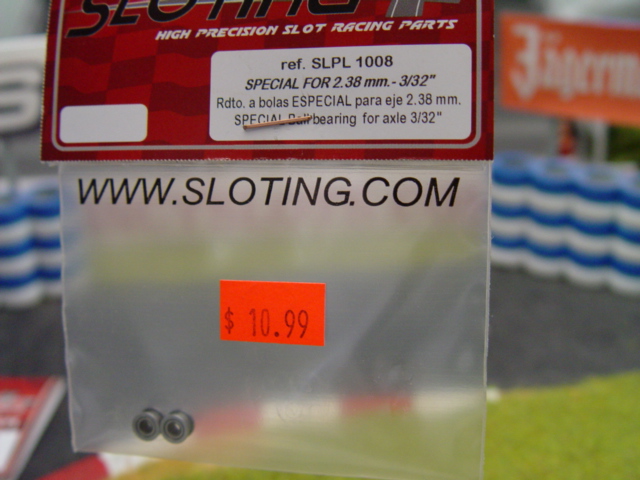 SLOTING
HIGH PRECISION SLOT RACING PARTS
ref. SLPL 1008
SPECIAL FOR 2.38 mm.- 3/32"
Rdto. a bolas ESPECIAL para eje 2.38 mm.
SPECIAL Ballbearing for axle 3/32"
WWW.SLOTING.COM
$ 10.99